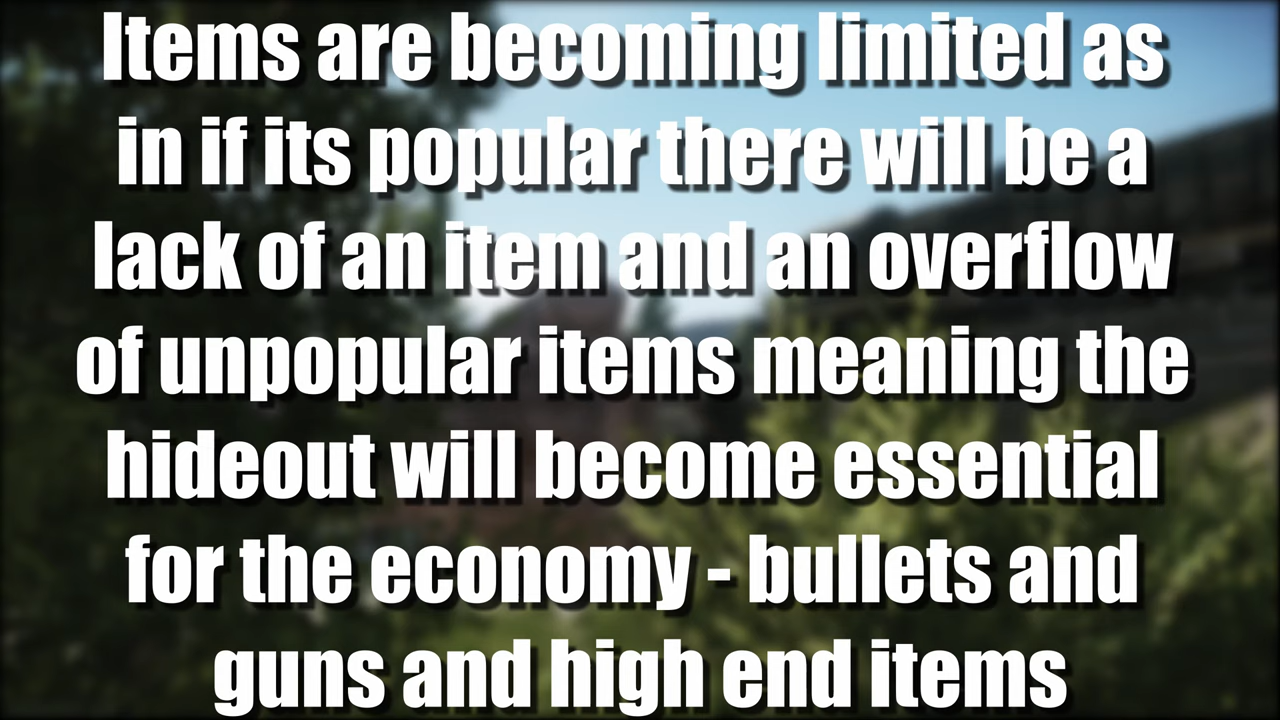 Items are becoming limited as
in if its popular there will be a
lack of an item and an overflow
of unpopular items meaning the
hideout will become essential
for the economy - bullets and
guns and high end items